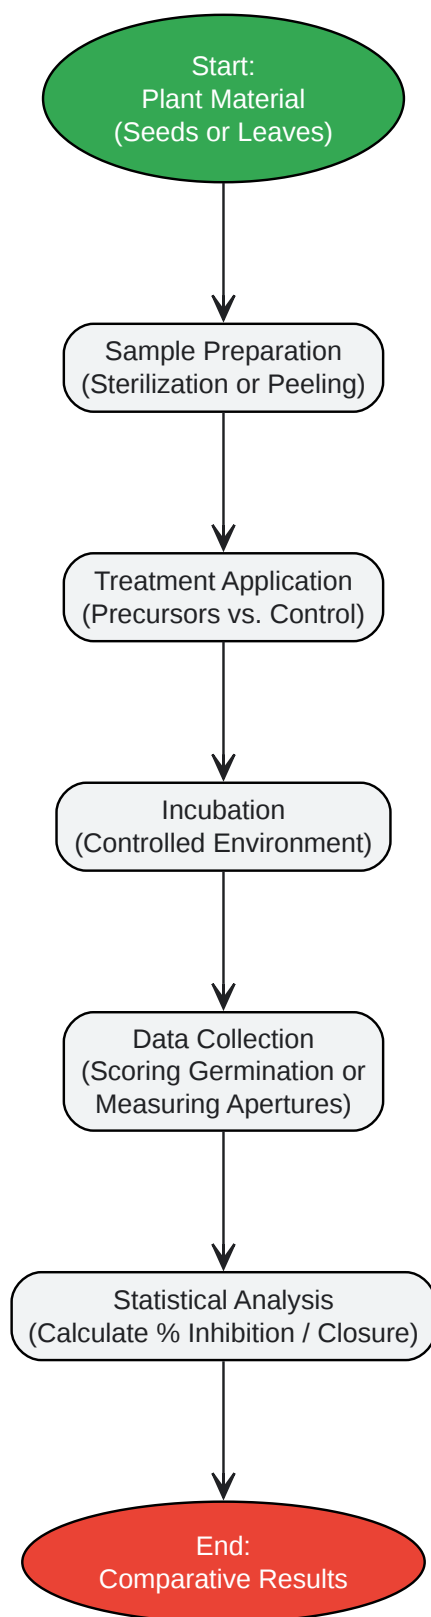 Start:
Plant Material
(Seeds or Leaves)
Sample Preparation
(Sterilization or Peeling)
Treatment Application
(Precursors vs. Control)
Incubation
(Controlled Environment)
Data Collection
(Scoring Germination or
Measuring Apertures)
Statistical Analysis
(Calculate % Inhibition / Closure)
End:
Comparative Results